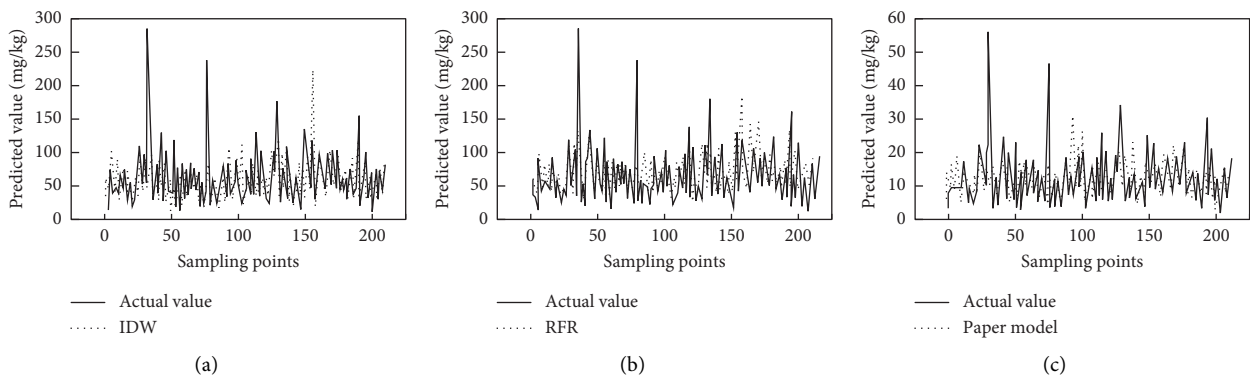 Predicted value (mg/kg)
300
250
200
150
100
50
0
0 50 100 150 200
Sampling points
Actual value
IDW
(a)
Predicted value (mg/kg)
300
250
200
150
100
50
0
0 50 100 150 200
Sampling points
Actual value
RFR
(b)
Predicted value (mg/kg)
60
50
40
30
20
10
0
0 50 100 150 200
Sampling points
Actual value
Paper model
(c)